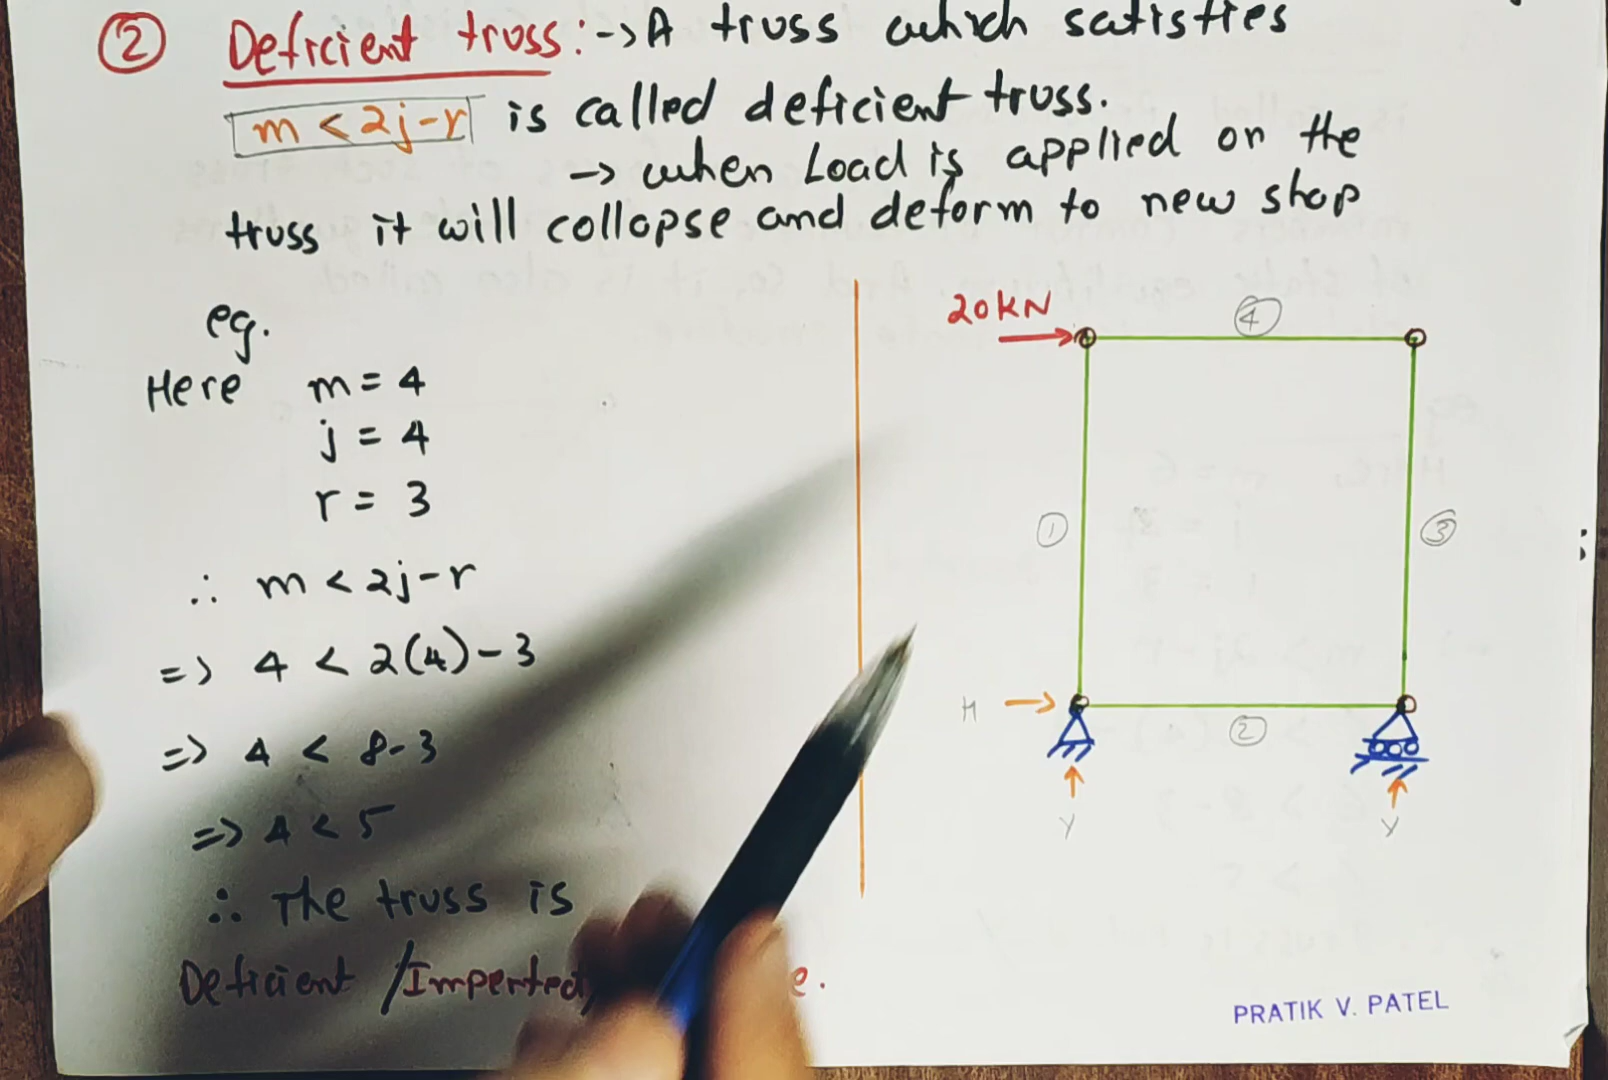 ② Deficient truss :-> A truss which satisfies
m < 2j-r is called deficient truss.
-> when Load is applied on the
truss it will collapse and deform to new shap
eg.
Here m = 4
j = 4
r = 3
∴ m < 2j-r
=> 4 < 2(4)-3
=> 4 < 8-3
=> 4 < 5
∴ The truss is
Deficient / Imperfect
20KN
④
①
③
H
②
Y
Y
PRATIK V. PATEL